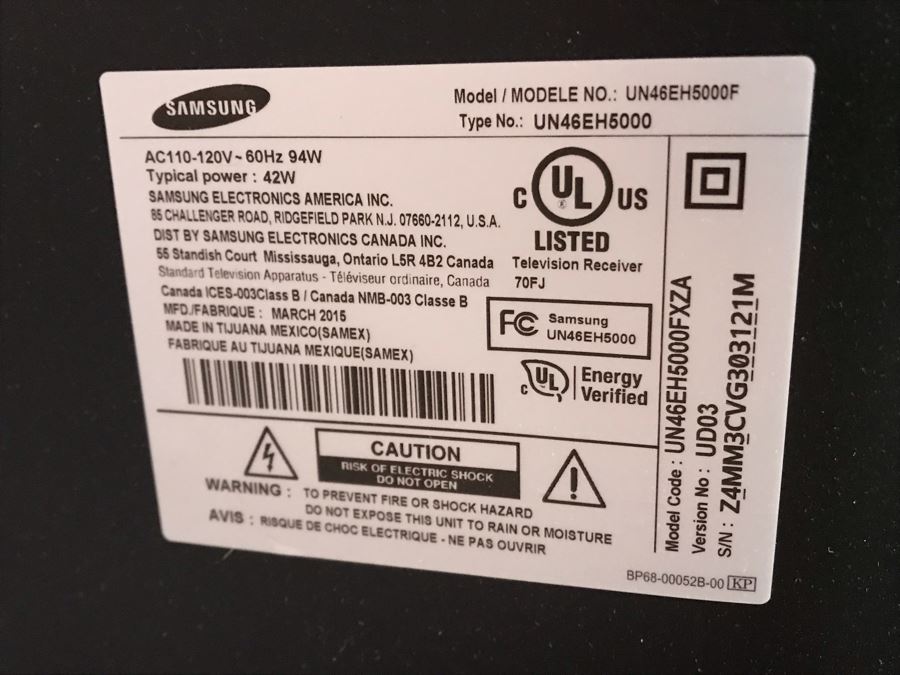 SAMSUNG
Model / MODELE NO.: UN46EH5000F
Type No.: UN46EH5000
AC110-120V~60Hz 94W
Typical power : 42W
SAMSUNG ELECTRONICS AMERICA INC.
85 CHALLENGER ROAD, RIDGEFIELD PARK N.J. 07660-2112, U.S.A.
DIST BY SAMSUNG ELECTRONICS CANADA INC.
55 Standish Court Mississauga, Ontario L5R 4B2 Canada
Standard Television Apparatus - Téléviseur ordinaire, Canada
Canada ICES-003Class B / Canada NMB-003 Classe B
MFD./FABRIQUE : MARCH 2015
MADE IN TIJUANA MEXICO(SAMEX)
FABRIQUE AU TIJUANA MEXIQUE(SAMEX)
C UL ® US
LISTED
Television Receiver
70FJ
FC Samsung
UN46EH5000
c UL Energy
Verified
CAUTION
RISK OF ELECTRIC SHOCK
DO NOT OPEN
WARNING : TO PREVENT FIRE OR SHOCK HAZARD
DO NOT EXPOSE THIS UNIT TO RAIN OR MOISTURE
AVIS : RISQUE DE CHOC ELECTRIQUE - NE PAS OUVRIR
Model Code : UN46EH5000FXZA
Version No : UD03
S/N : Z4MM3CVG303121M
BP68-00052B-00 KP